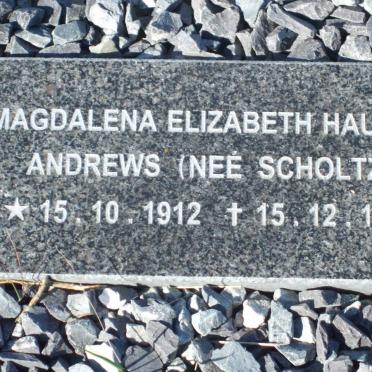 MAGDALENA ELIZABETH HAU
ANDREWS (NEÉ SCHOLTZ
★ 15.10.1912 ✝ 15.12.1